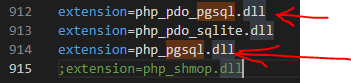 912 extension=php_pdo_pgsql.dll
913 extension=php_pdo_sqlite.dll
914 extension=php_pgsql.dll
915 ;extension=php_shmop.dll